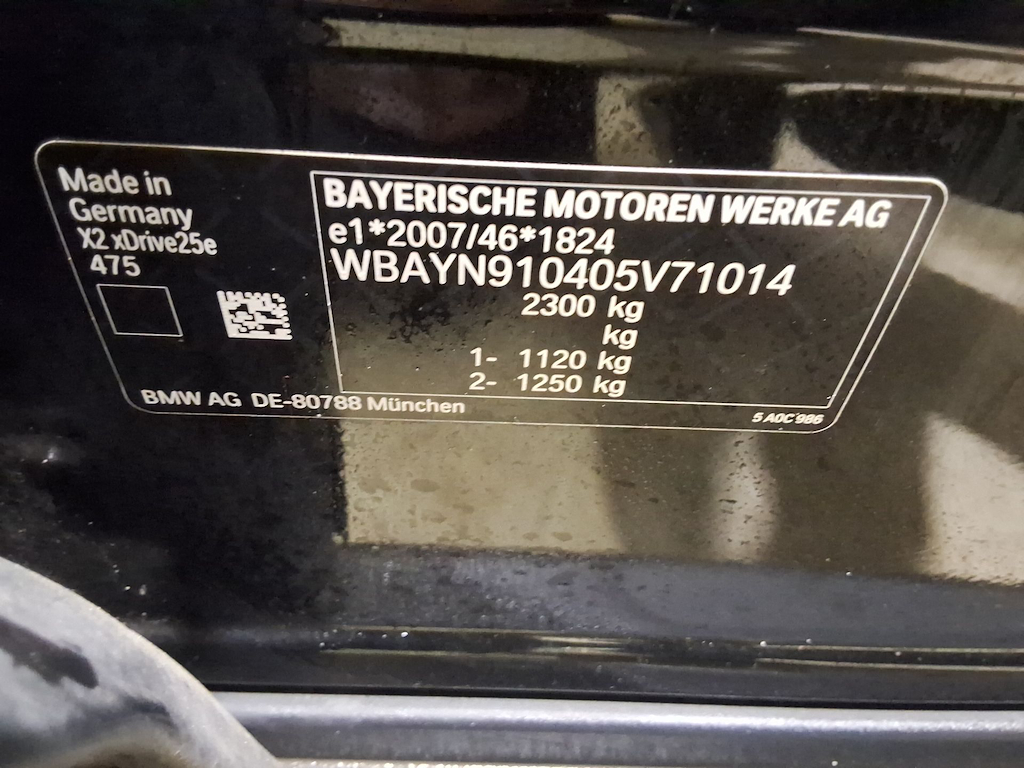 Made in
Germany
X2 xDrive25e
475
BAYERISCHE MOTOREN WERKE AG
e1*2007/46*1824
WBAYN910405V71014
2300 kg
kg
1- 1120 kg
2- 1250 kg
BMW AG DE-80788 München
5 A0C 986